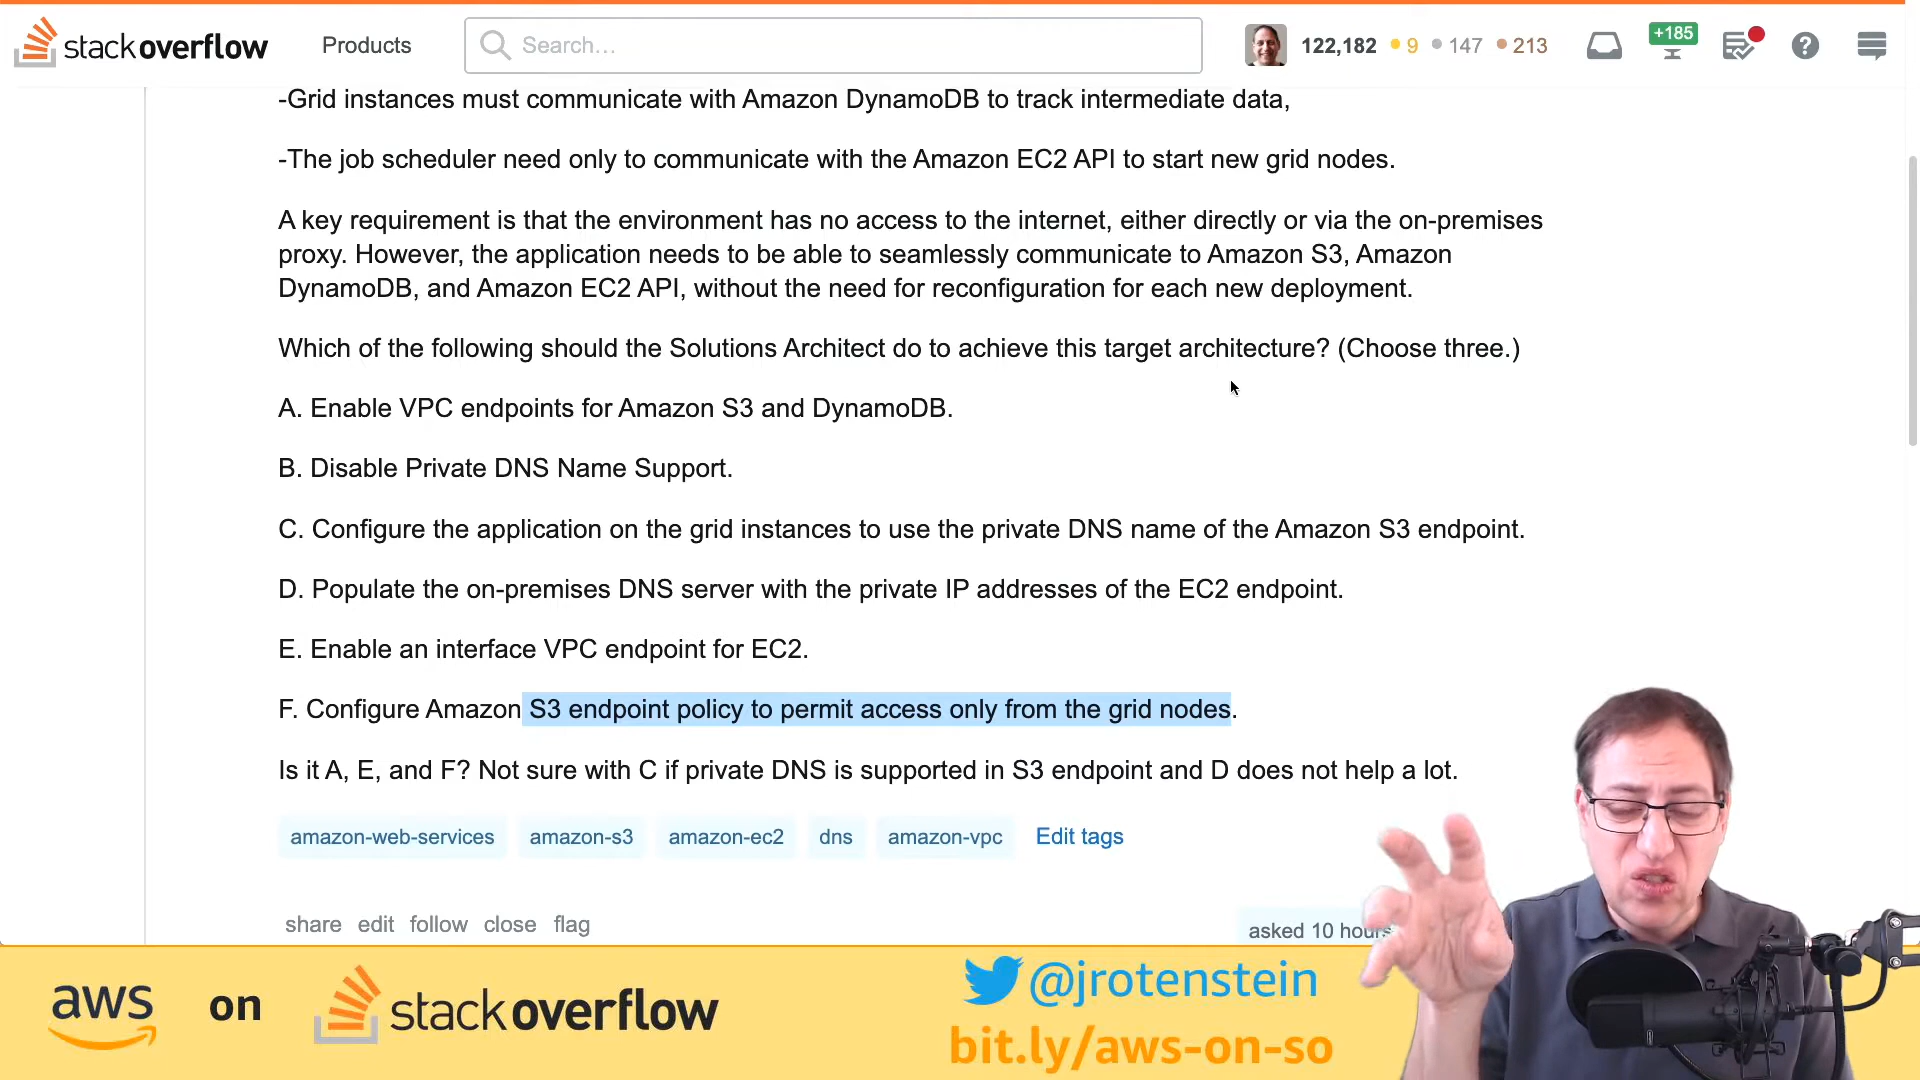 stackoverflow
Products
Search...
122,182 9 147 213
+185
-Grid instances must communicate with Amazon DynamoDB to track intermediate data,
-The job scheduler need only to communicate with the Amazon EC2 API to start new grid nodes.
A key requirement is that the environment has no access to the internet, either directly or via the on-premises
proxy. However, the application needs to be able to seamlessly communicate to Amazon S3, Amazon
DynamoDB, and Amazon EC2 API, without the need for reconfiguration for each new deployment.
Which of the following should the Solutions Architect do to achieve this target architecture? (Choose three.)
A. Enable VPC endpoints for Amazon S3 and DynamoDB.
B. Disable Private DNS Name Support.
C. Configure the application on the grid instances to use the private DNS name of the Amazon S3 endpoint.
D. Populate the on-premises DNS server with the private IP addresses of the EC2 endpoint.
E. Enable an interface VPC endpoint for EC2.
F. Configure Amazon S3 endpoint policy to permit access only from the grid nodes.
Is it A, E, and F? Not sure with C if private DNS is supported in S3 endpoint and D does not help a lot.
amazon-web-services amazon-s3 amazon-ec2 dns amazon-vpc Edit tags
share edit follow close flag
asked 10 hours
aws on stackoverflow
@jrotenstein
bit.ly/aws-on-so